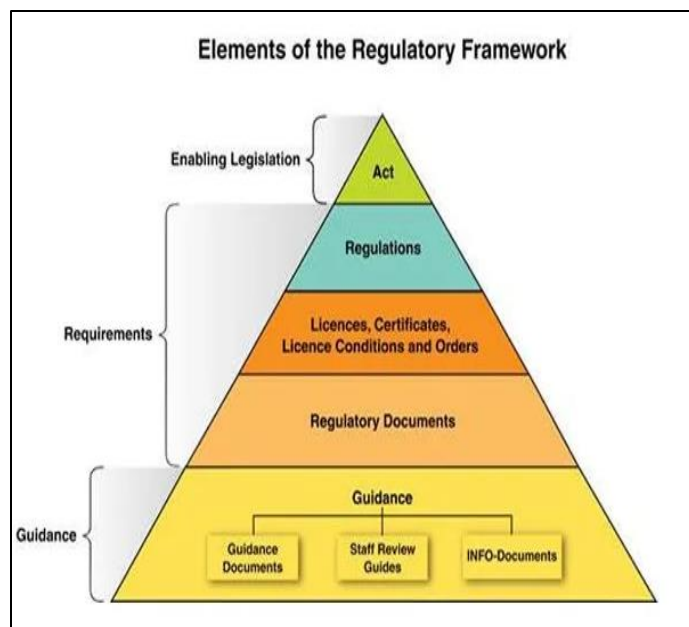 Elements of the Regulatory Framework
Enabling Legislation
Act
Regulations
Requirements
Licences, Certificates,
Licence Conditions and Orders
Regulatory Documents
Guidance
Guidance
Guidance
Documents
Staff Review
Guides
INFO-Documents